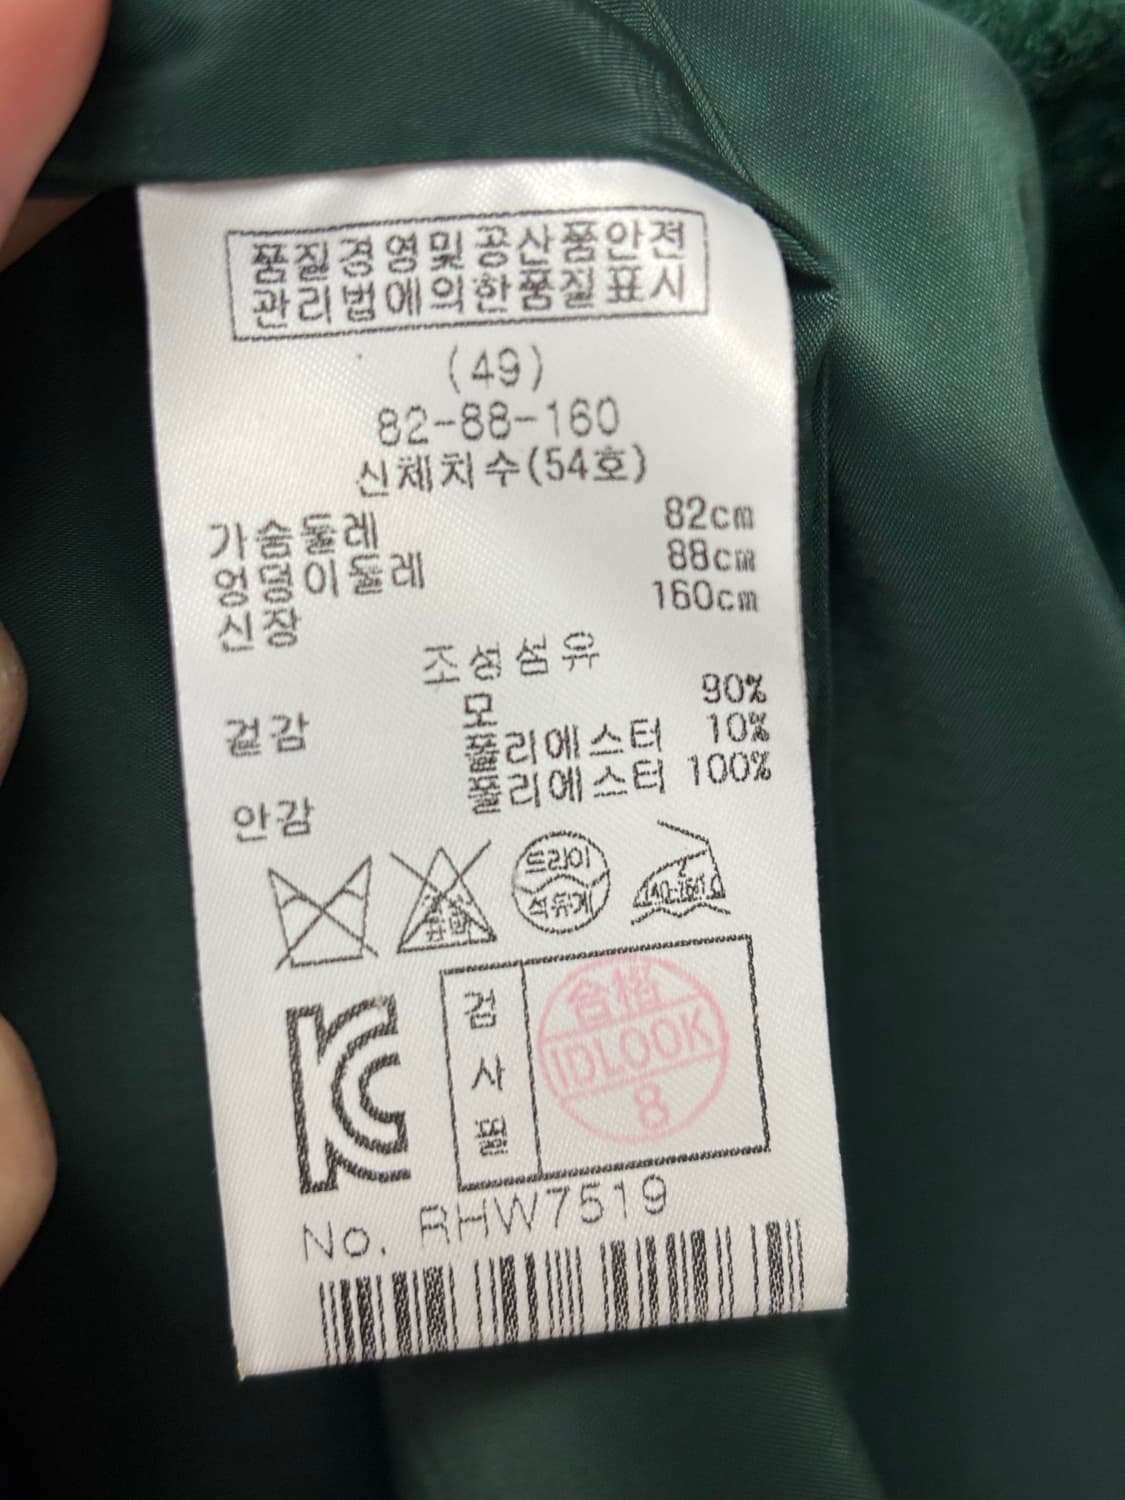 품질경영및공산품안전
관리법에의한품질표시
(49)
82-88-160
신체치수(54호)
가슴둘레 82cm
엉덩이둘레 88cm
신장 160cm
조성섬유
겉감 모 90%
폴리에스터 10%
안감 폴리에스터 100%
드라이
석유계
2
140-160℃
검사필
合格
IDLOOK
8
KC
No. RHW7519